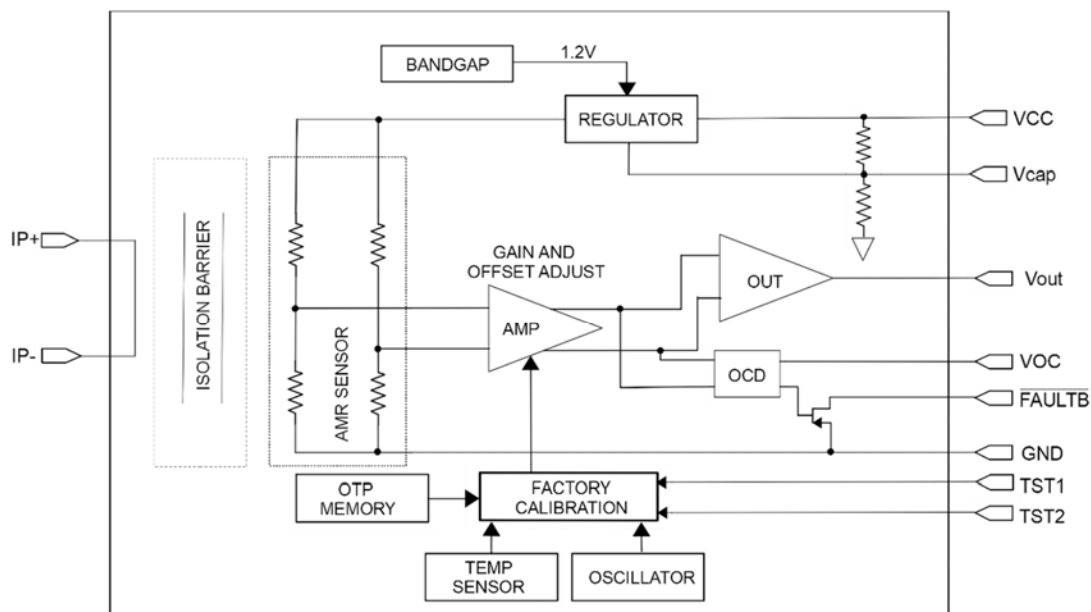 BANDGAP
1.2V
REGULATOR
VCC
Vcap
IP+
IP-
ISOLATION BARRIER
AMR SENSOR
GAIN AND
OFFSET ADJUST
AMP
OUT
Vout
OCD
VOC
FAULTB
GND
OTP
MEMORY
FACTORY
CALIBRATION
TST1
TST2
TEMP
SENSOR
OSCILLATOR